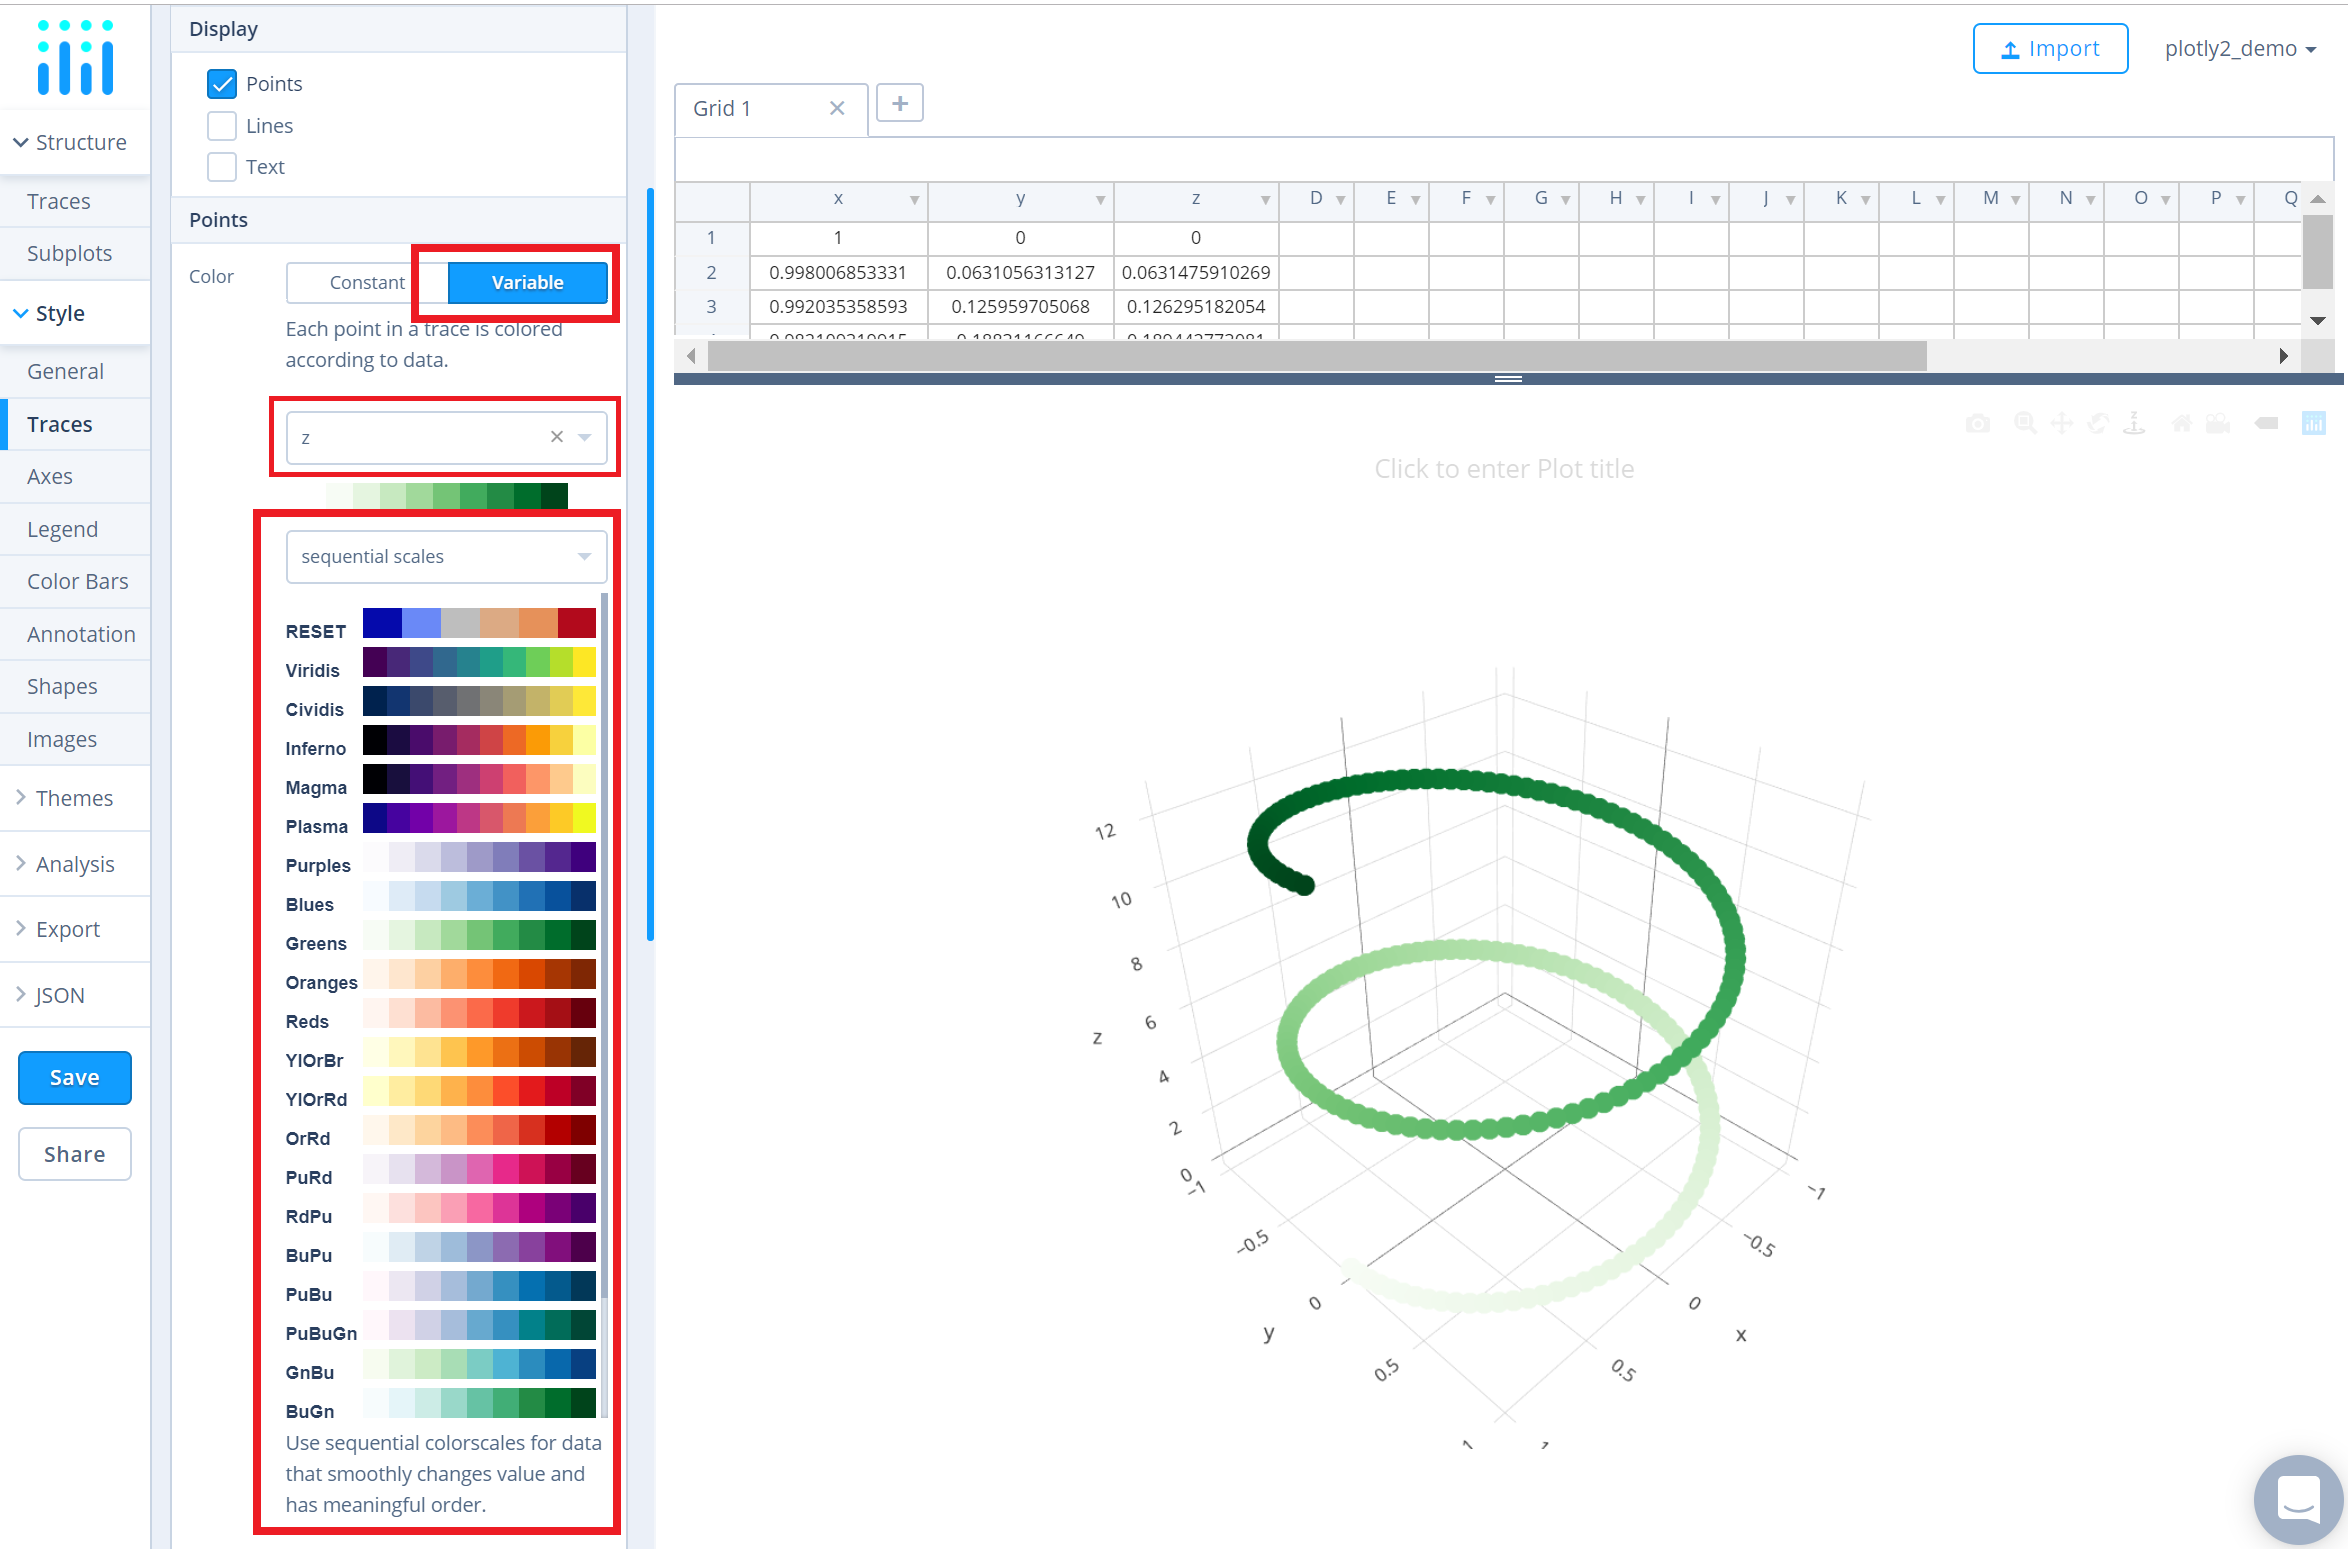 Structure
Traces
Subplots
Style
General
Traces
Axes
Legend
Color Bars
Annotation
Shapes
Images
Themes
Analysis
Export
JSON
Save
Share
Display
Points
Lines
Text
Points
Color
Constant
Variable
Each point in a trace is colored
according to data.
z
sequential scales
RESET
Viridis
Cividis
Inferno
Magma
Plasma
Purples
Blues
Greens
Oranges
Reds
YlOrBr
YlOrRd
OrRd
PuRd
RdPu
BuPu
PuBu
PuBuGn
GnBu
BuGn
Use sequential colorscales for data
that smoothly changes value and
has meaningful order.
Import
plotly2_demo
Grid 1
x y z D E F G H I J K L M N O P Q
1 1 0 0
2 0.998006853331 0.0631056313127 0.0631475910269
3 0.992035358593 0.125959705068 0.126295182054
Click to enter Plot title
12
10
8
6
4
2
0
z
−1
−0.5
0
0.5
1
y
−1
−0.5
0
0.5
1
x